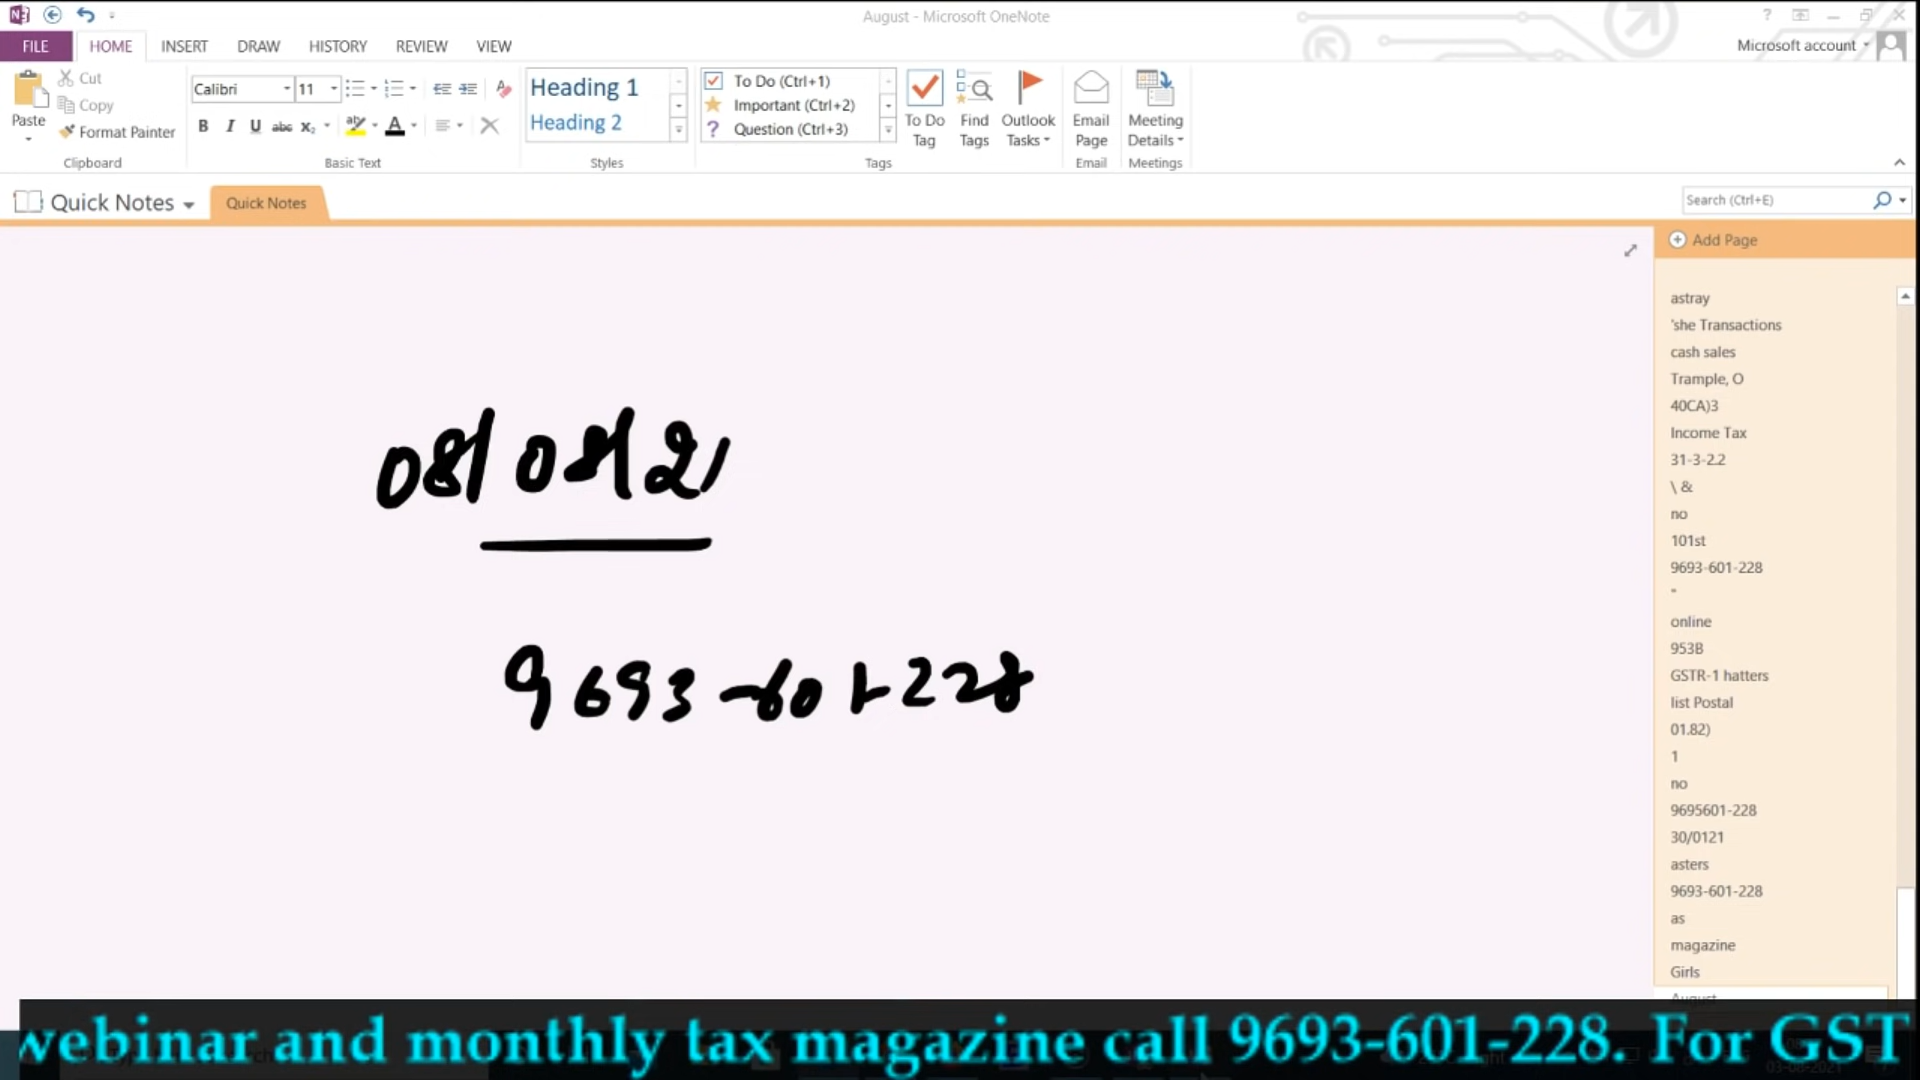 August - Microsoft OneNote
?
FILE HOME INSERT DRAW HISTORY REVIEW VIEW
Microsoft account
Paste
Cut
Copy
Format Painter
Clipboard
Calibri 11
B I U abc x₂ ab A
Basic Text
Heading 1
Heading 2
Styles
To Do (Ctrl+1)
Important (Ctrl+2)
? Question (Ctrl+3)
Tags
To Do Tag
Find Tags
Outlook Tasks
Email Page
Email
Meeting Details
Meetings
Quick Notes
Quick Notes
Search (Ctrl+E)
Add Page
astray
'she Transactions
cash sales
Trample, O
40CA)3
Income Tax
31-3-2.2
\ &
no
101st
9693-601-228
"
online
953B
GSTR-1 hatters
list Postal
01.82)
1
no
9695601-228
30/0121
asters
9693-601-228
as
magazine
Girls
August
08/08/21
9693-601-228
webinar and monthly tax magazine call 9693-601-228. For GST